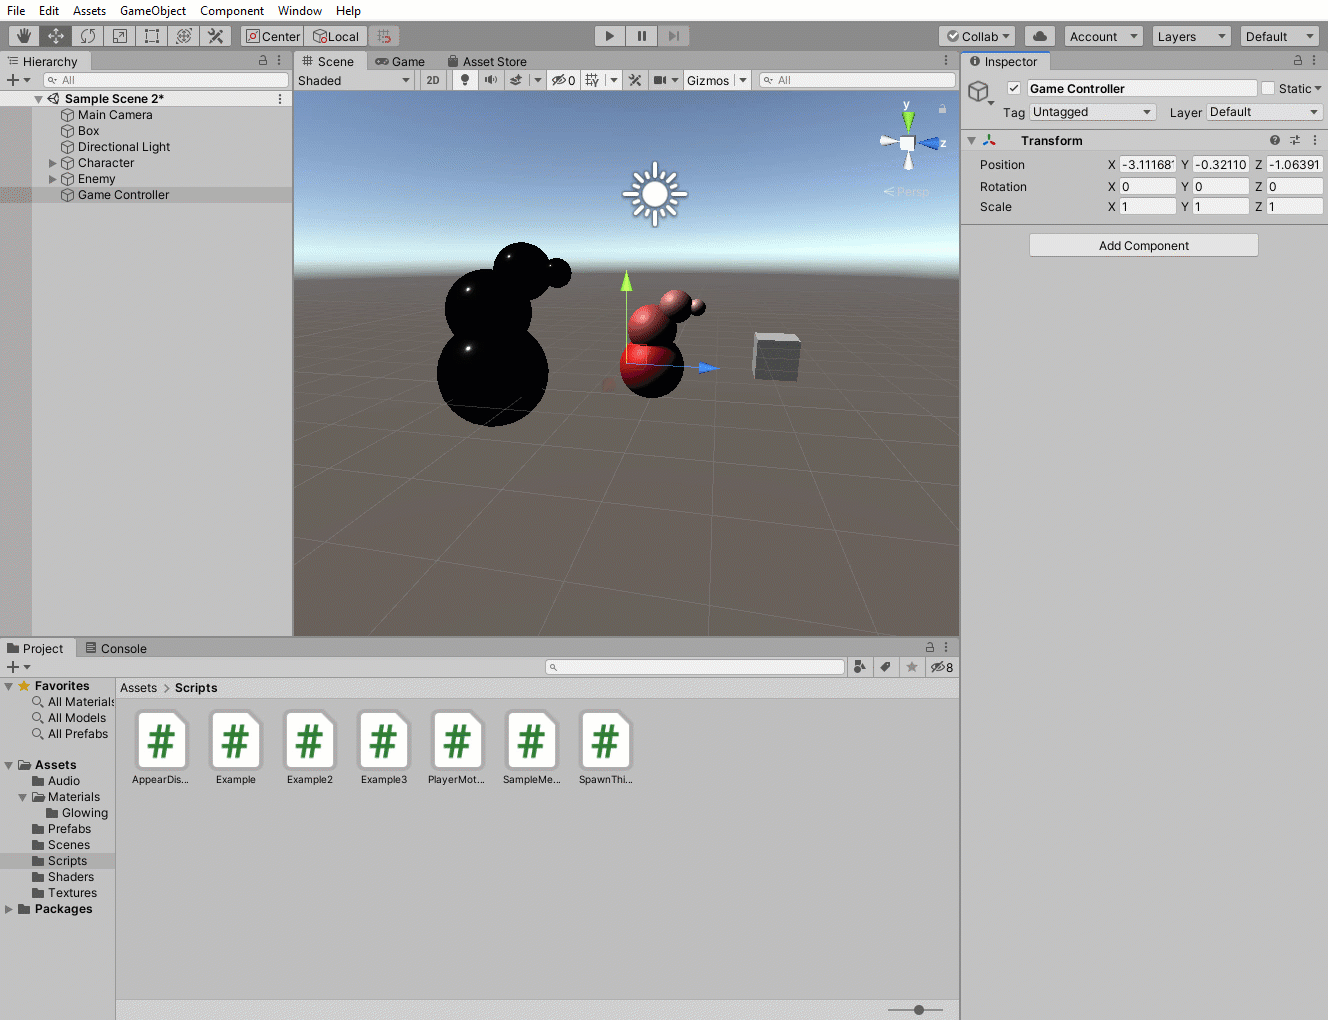 File Edit Assets GameObject Component Window Help
Center Local Collab Account Layers Default
Hierarchy
All
Sample Scene 2*
Main Camera
Box
Directional Light
Character
Enemy
Game Controller
Scene Game Asset Store
Shaded 2D 0 Gizmos All
y
z
Persp
Inspector
Game Controller Static
Tag Untagged Layer Default
Transform
Position X -3.11168 Y -0.32110 Z -1.06391
Rotation X 0 Y 0 Z 0
Scale X 1 Y 1 Z 1
Add Component
Project Console
8
Favorites
All Materials
All Models
All Prefabs
Assets
Audio
Materials
Glowing
Prefabs
Scenes
Scripts
Shaders
Textures
Packages
Assets > Scripts
# # # # # # #
AppearDis... Example Example2 Example3 PlayerMot... SampleMe... SpawnThi...